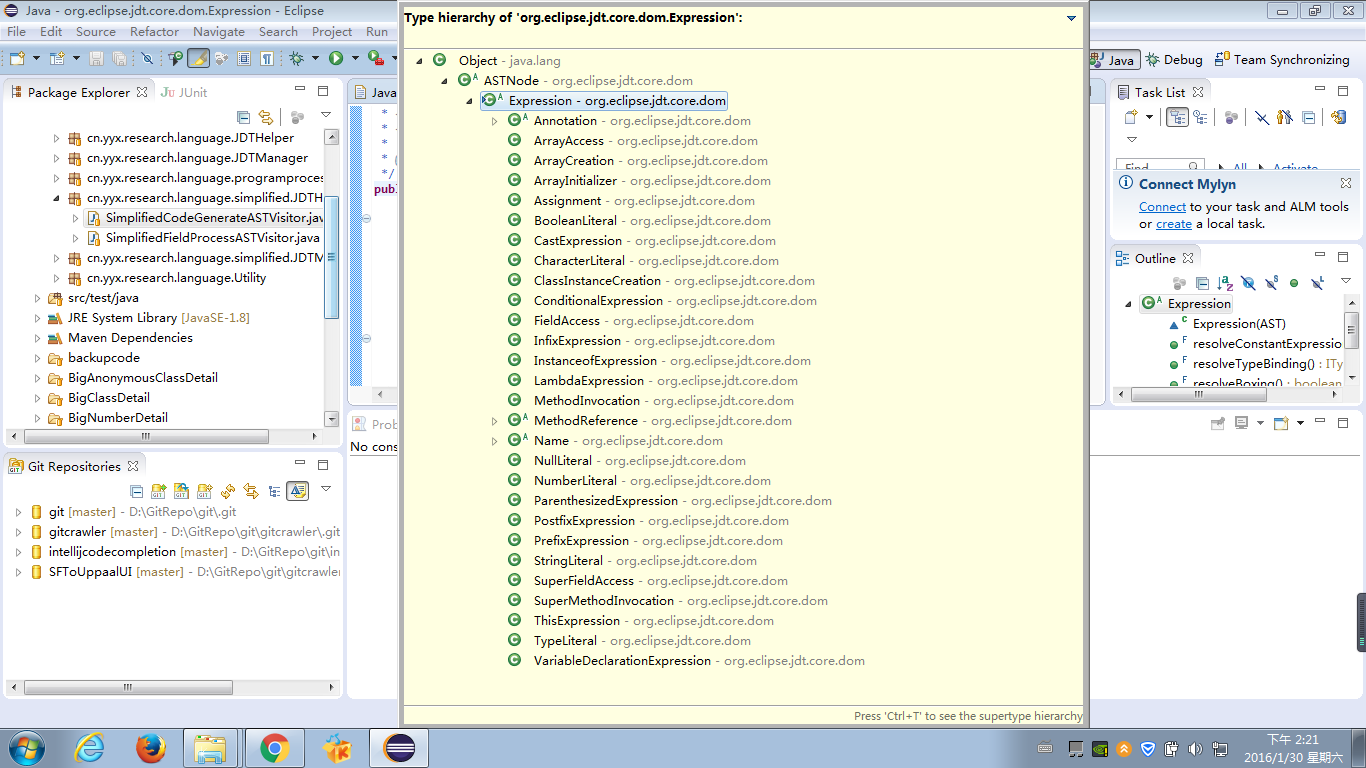 Java - org.eclipse.jdt.core.dom.Expression - Eclipse
File Edit Source Refactor Navigate Search Project Run
Java Debug Team Synchronizing
Package Explorer JUnit
cn.yyx.research.language.JDTHelper
cn.yyx.research.language.JDTManager
cn.yyx.research.language.programproces
cn.yyx.research.language.simplified.JDTH
SimplifiedCodeGenerateASTVisitor.jav
SimplifiedFieldProcessASTVisitor.java
cn.yyx.research.language.simplified.JDTM
cn.yyx.research.language.Utility
src/test/java
JRE System Library [JavaSE-1.8]
Maven Dependencies
backupcode
BigAnonymousClassDetail
BigClassDetail
BigNumberDetail
Git Repositories
git [master] - D:\GitRepo\git\.git
gitcrawler [master] - D:\GitRepo\git\gitcrawler\.git
intellijcodecompletion [master] - D:\GitRepo\git\in
SFToUppaalUI [master] - D:\GitRepo\git\gitcrawler
Java
*
*
*
* (
*/
publ
Prob
No cons
Type hierarchy of 'org.eclipse.jdt.core.dom.Expression':
Object - java.lang
ASTNode - org.eclipse.jdt.core.dom
Expression - org.eclipse.jdt.core.dom
Annotation - org.eclipse.jdt.core.dom
ArrayAccess - org.eclipse.jdt.core.dom
ArrayCreation - org.eclipse.jdt.core.dom
ArrayInitializer - org.eclipse.jdt.core.dom
Assignment - org.eclipse.jdt.core.dom
BooleanLiteral - org.eclipse.jdt.core.dom
CastExpression - org.eclipse.jdt.core.dom
CharacterLiteral - org.eclipse.jdt.core.dom
ClassInstanceCreation - org.eclipse.jdt.core.dom
ConditionalExpression - org.eclipse.jdt.core.dom
FieldAccess - org.eclipse.jdt.core.dom
InfixExpression - org.eclipse.jdt.core.dom
InstanceofExpression - org.eclipse.jdt.core.dom
LambdaExpression - org.eclipse.jdt.core.dom
MethodInvocation - org.eclipse.jdt.core.dom
MethodReference - org.eclipse.jdt.core.dom
Name - org.eclipse.jdt.core.dom
NullLiteral - org.eclipse.jdt.core.dom
NumberLiteral - org.eclipse.jdt.core.dom
ParenthesizedExpression - org.eclipse.jdt.core.dom
PostfixExpression - org.eclipse.jdt.core.dom
PrefixExpression - org.eclipse.jdt.core.dom
StringLiteral - org.eclipse.jdt.core.dom
SuperFieldAccess - org.eclipse.jdt.core.dom
SuperMethodInvocation - org.eclipse.jdt.core.dom
ThisExpression - org.eclipse.jdt.core.dom
TypeLiteral - org.eclipse.jdt.core.dom
VariableDeclarationExpression - org.eclipse.jdt.core.dom
Press 'Ctrl+T' to see the supertype hierarchy
Task List
Find All Activate
Connect Mylyn
Connect to your task and ALM tools
or create a local task.
Outline
Expression
Expression(AST)
resolveConstantExpressio
resolveTypeBinding() : ITy
resolveBoxing() : boolean
下午 2:21
2016/1/30 星期六